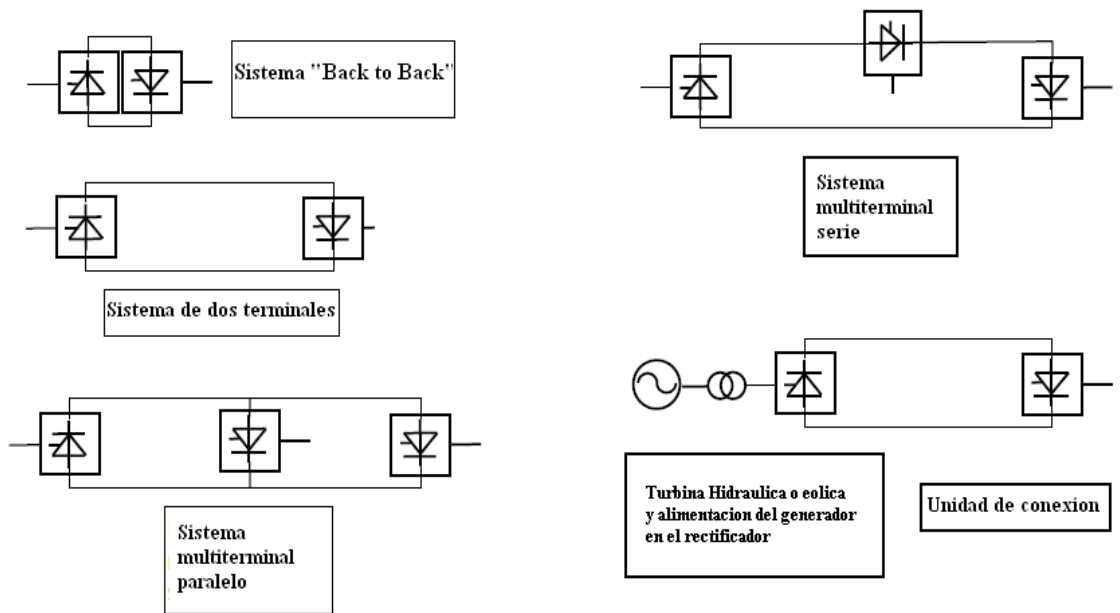 Sistema "Back to Back"
Sistema de dos terminales
Sistema
multiterminal
paralelo
Sistema
multiterminal
serie
Turbina Hidraulica o eolica
y alimentacion del generador
en el rectificador
Unidad de conexion